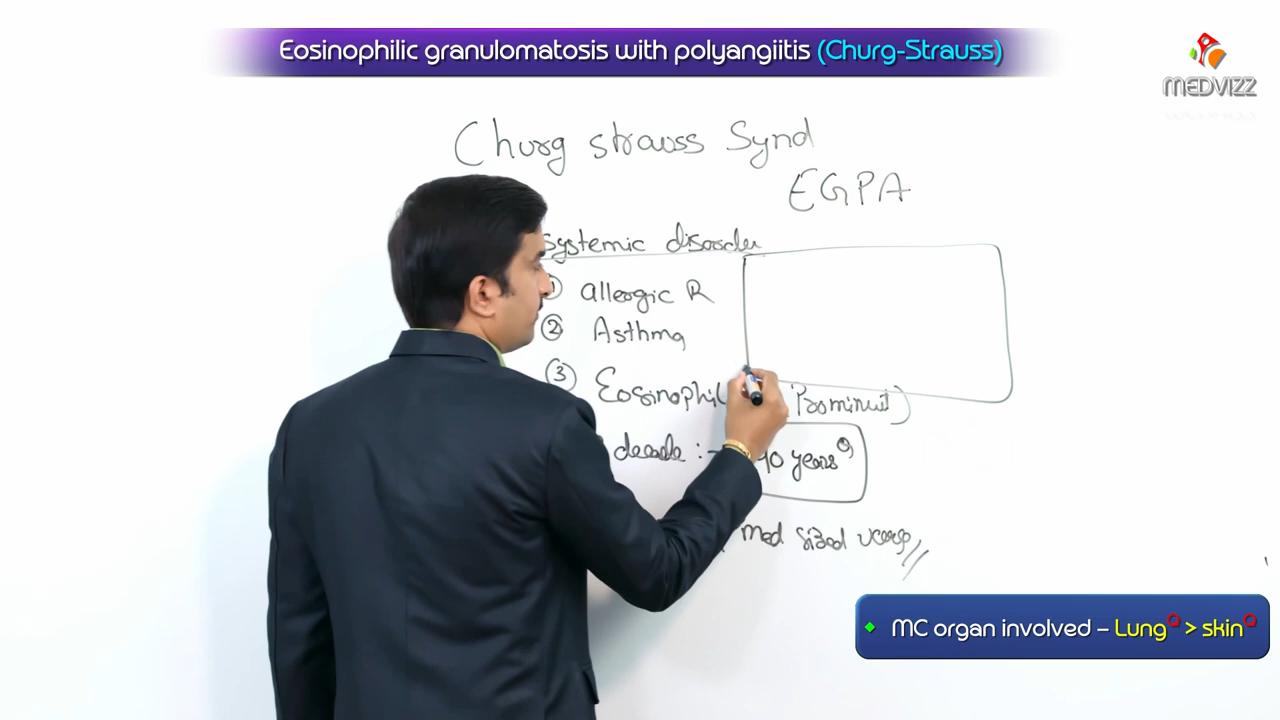 Eosinophilic granulomatosis with polyangiitis (Churg-Strauss)
MEDVIZZ
Churg strauss Synd
EGPA
systemic disorder
① Allergic R
② Asthma
③ Eosinophil Prominent)
decade :- 40 years Q
med sized
MC organ involved – Lung Q > skin Q